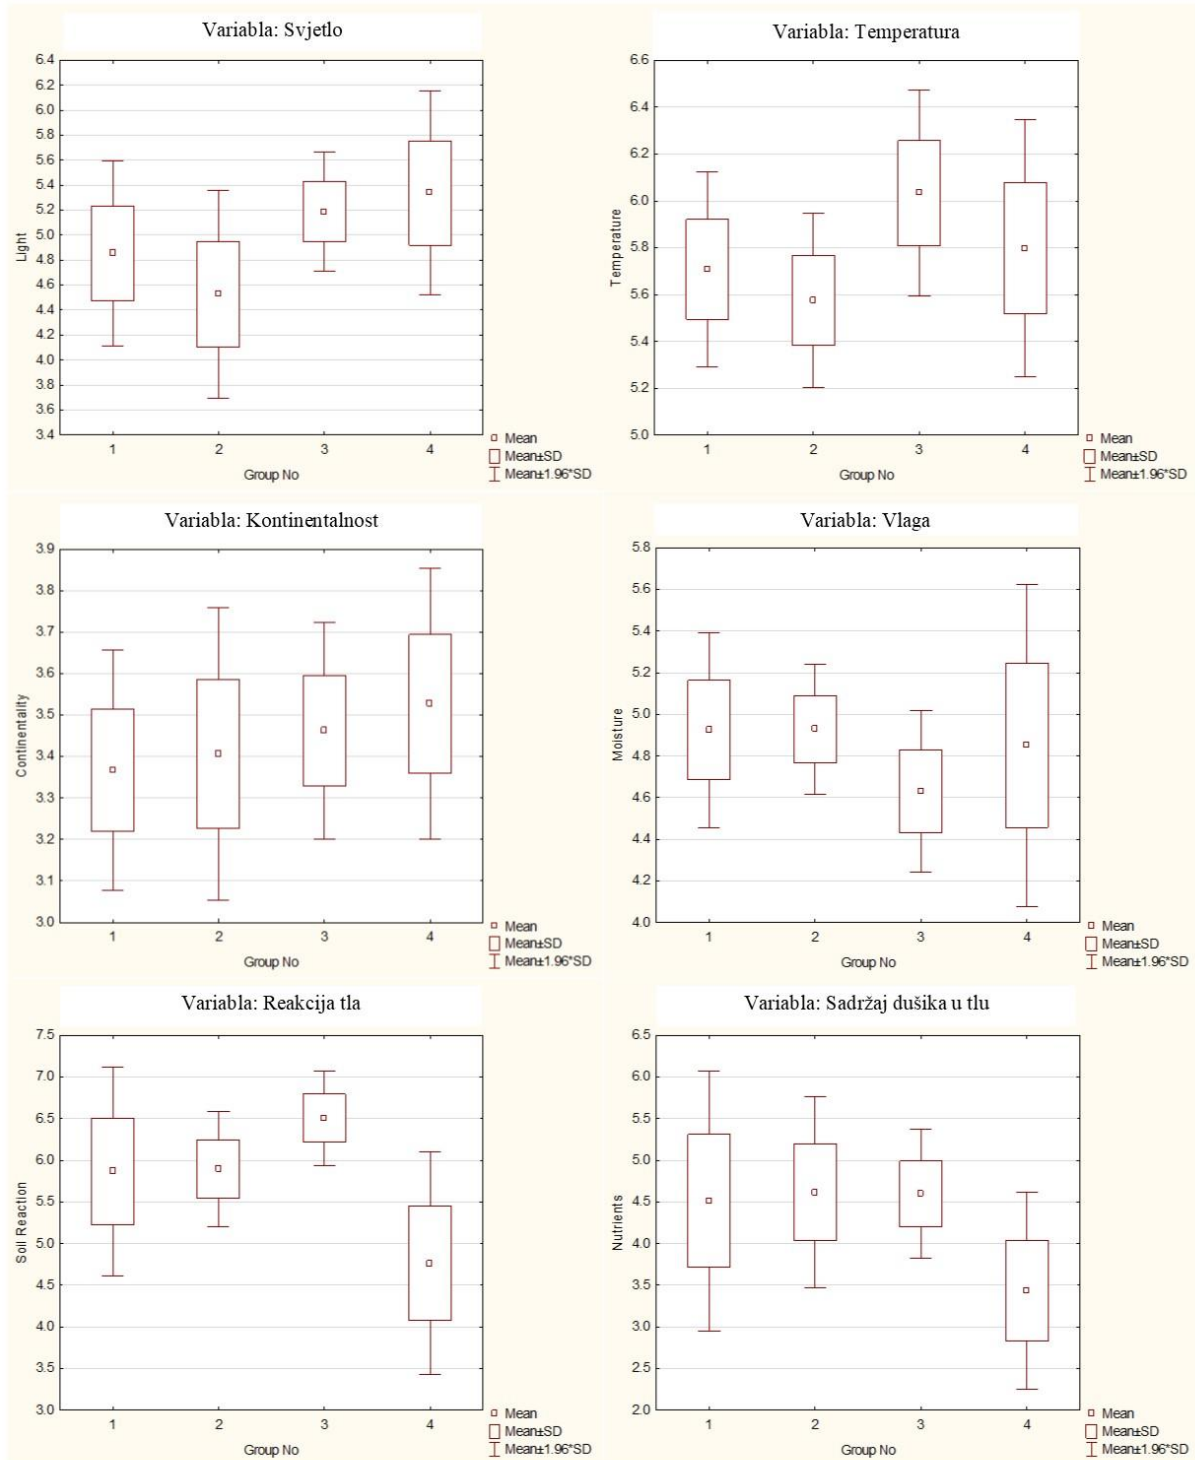 Variabla: Svjetlo
6.4
6.2
6.0
5.8
5.6
5.4
5.2
5.0
4.8
4.6
4.4
4.2
4.0
3.8
3.6
3.4
Light
1 2 3 4
Group No
Mean
Mean±SD
Mean±1.96*SD
Variabla: Temperatura
6.6
6.4
6.2
6.0
5.8
5.6
5.4
5.2
5.0
Temperature
1 2 3 4
Group No
Mean
Mean±SD
Mean±1.96*SD
Variabla: Kontinentalnost
3.9
3.8
3.7
3.6
3.5
3.4
3.3
3.2
3.1
3.0
Continentality
1 2 3 4
Group No
Mean
Mean±SD
Mean±1.96*SD
Variabla: Vlaga
5.8
5.6
5.4
5.2
5.0
4.8
4.6
4.4
4.2
4.0
Moisture
1 2 3 4
Group No
Mean
Mean±SD
Mean±1.96*SD
Variabla: Reakcija tla
7.5
7.0
6.5
6.0
5.5
5.0
4.5
4.0
3.5
3.0
Soil Reaction
1 2 3 4
Group No
Mean
Mean±SD
Mean±1.96*SD
Variabla: Sadržaj dušika u tlu
6.5
6.0
5.5
5.0
4.5
4.0
3.5
3.0
2.5
2.0
Nutrients
1 2 3 4
Group No
Mean
Mean±SD
Mean±1.96*SD